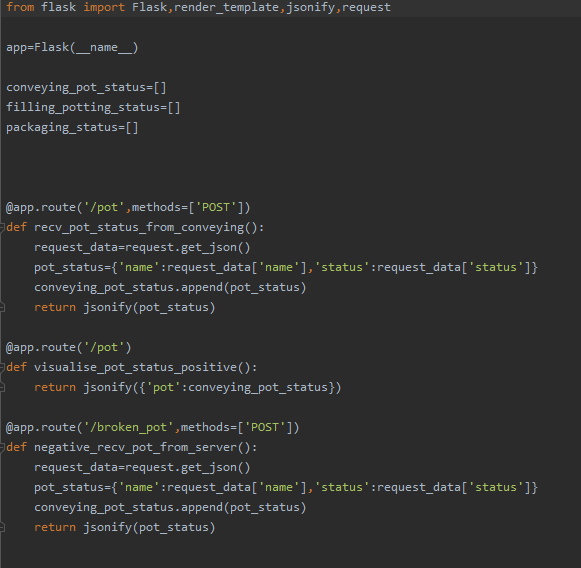 from flask import Flask,render_template,jsonify,request
app=Flask(__name__)
conveying_pot_status=[]
filling_potting_status=[]
packaging_status=[]
@app.route('/pot',methods=['POST'])
def recv_pot_status_from_conveying():
    request_data=request.get_json()
    pot_status={'name':request_data['name'],'status':request_data['status']}
    conveying_pot_status.append(pot_status)
    return jsonify(pot_status)
@app.route('/pot')
def visualise_pot_status_positive():
    return jsonify({'pot':conveying_pot_status})
@app.route('/broken_pot',methods=['POST'])
def negative_recv_pot_from_server():
    request_data=request.get_json()
    pot_status={'name':request_data['name'],'status':request_data['status']}
    conveying_pot_status.append(pot_status)
    return jsonify(pot_status)